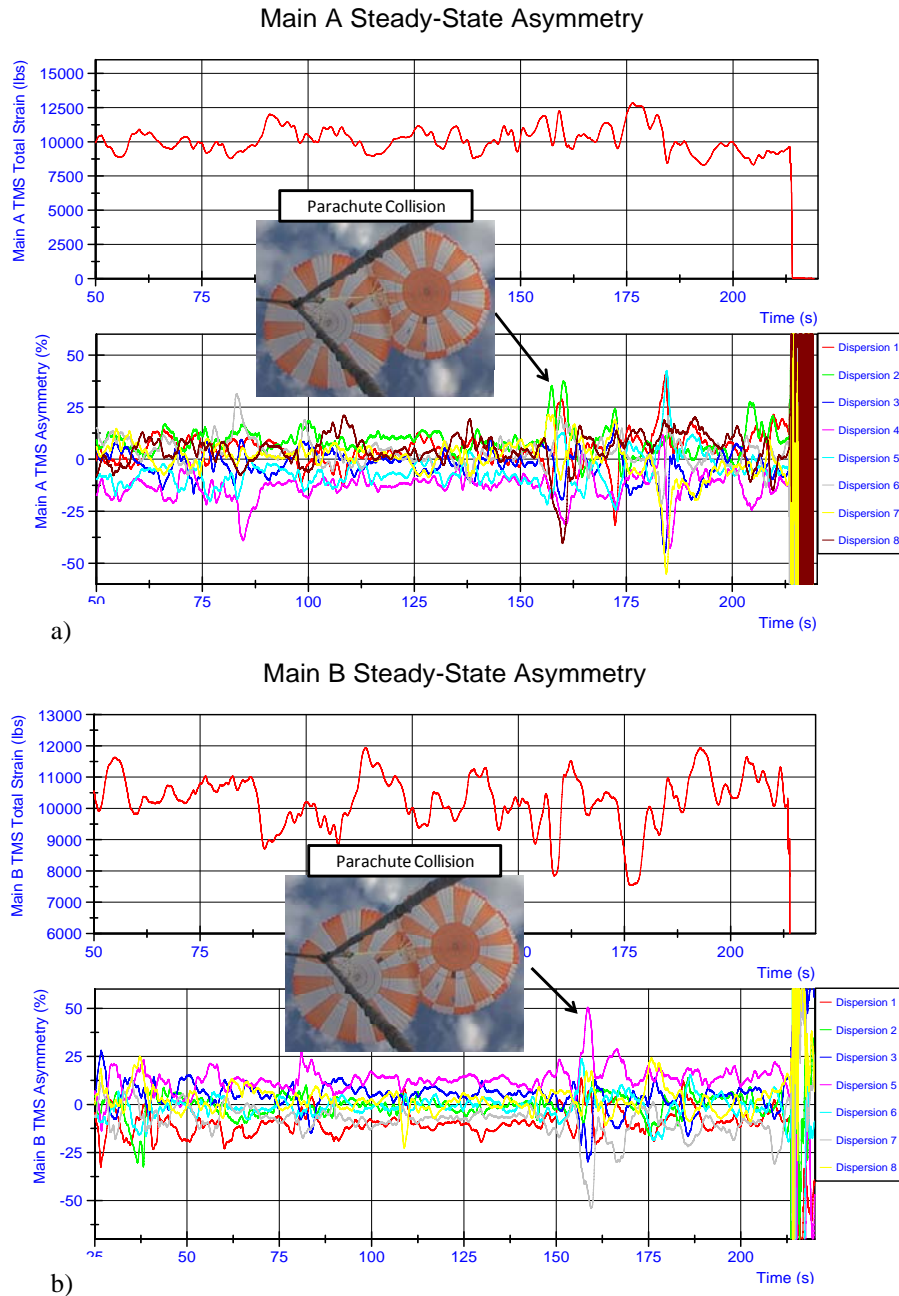 Main A Steady-State Asymmetry
Main A TMS Total Strain (lbs)
15000
12500
10000
7500
5000
2500
0
50 75 150 175 200
Time (s)
Parachute Collision
Main A TMS Asymmetry (%)
50
25
0
-25
-50
50 75 100 125 150 175 200
Time (s)
Dispersion 1
Dispersion 2
Dispersion 3
Dispersion 4
Dispersion 5
Dispersion 6
Dispersion 7
Dispersion 8
a)
Main B Steady-State Asymmetry
Main B TMS Total Strain (lbs)
13000
12000
11000
10000
9000
8000
7000
6000
50 75 50 175 200
Time (s)
Parachute Collision
Main B TMS Asymmetry (%)
50
25
0
-25
-50
25 50 75 100 125 150 175 200
Time (s)
Dispersion 1
Dispersion 2
Dispersion 3
Dispersion 5
Dispersion 6
Dispersion 7
Dispersion 8
b)